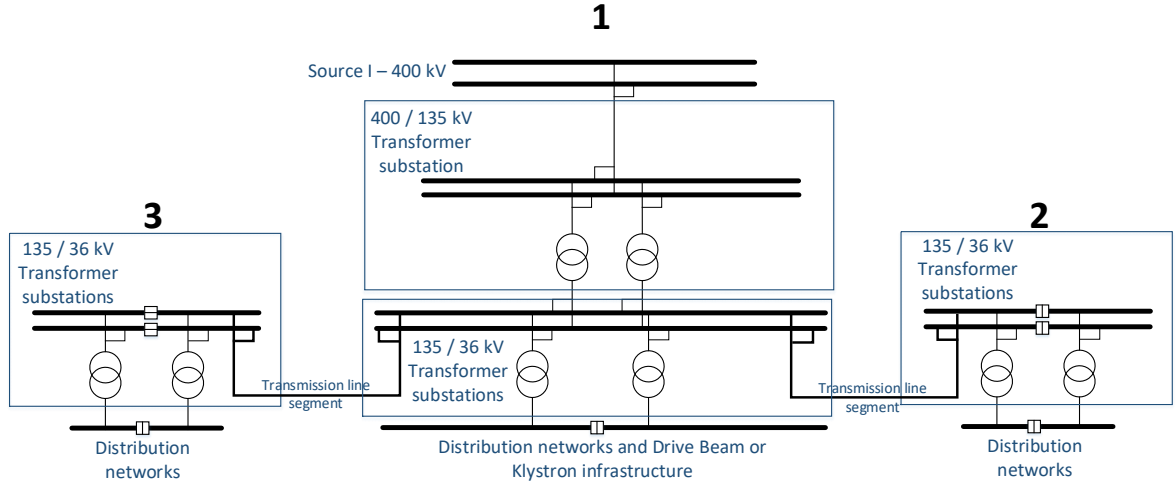 1
Source I – 400 kV
400 / 135 kV
Transformer
substation
3
135 / 36 kV
Transformer
substations
2
135 / 36 kV
Transformer
substations
135 / 36 kV
Transformer
substations
Transmission line
segment
Transmission line
segment
Distribution
networks
Distribution networks and Drive Beam or
Klystron infrastructure
Distribution
networks